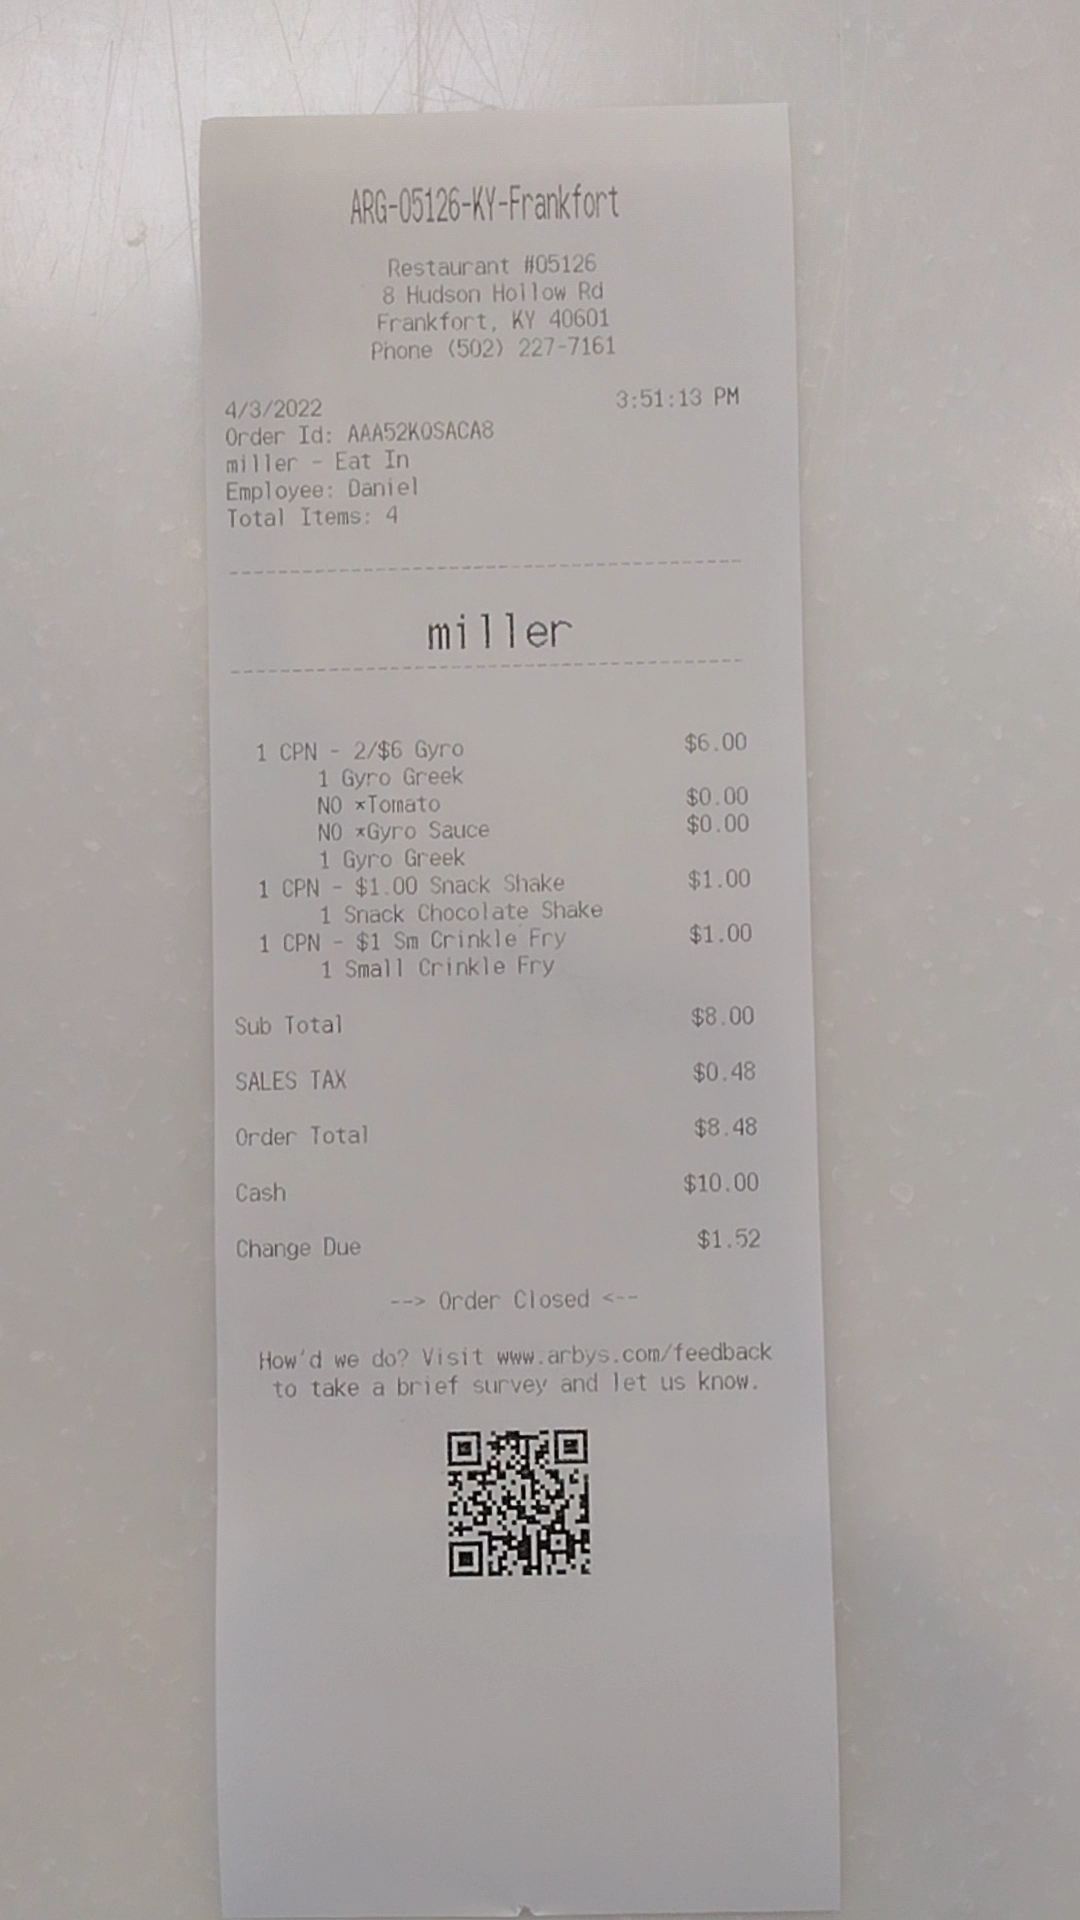 ARG-05126-KY-Frankfort
Restaurant #05126
8 Hudson Hollow Rd
Frankfort, KY 40601
Phone (502) 227-7161
4/3/2022 3:51:13 PM
Order Id: AAA52KQSACA8
miller - Eat In
Employee: Daniel
Total Items: 4
miller
1 CPN - 2/$6 Gyro $6.00
1 Gyro Greek
NO *Tomato $0.00
NO *Gyro Sauce $0.00
1 Gyro Greek
1 CPN - $1.00 Snack Shake $1.00
1 Snack Chocolate Shake
1 CPN - $1 Sm Crinkle Fry $1.00
1 Small Crinkle Fry
Sub Total $8.00
SALES TAX $0.48
Order Total $8.48
Cash $10.00
Change Due $1.52
--> Order Closed <--
How'd we do? Visit www.arbys.com/feedback
to take a brief survey and let us know.